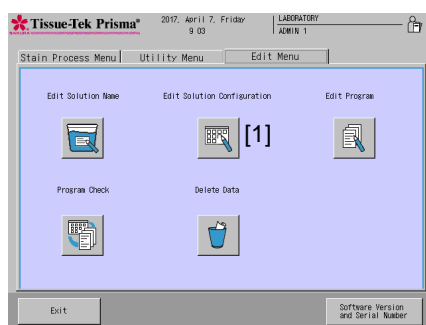 Tissue-Tek Prisma®
SAKURA
2017, April 7, Friday
9 03
LABORATORY
ADMIN 1
Stain Process Menu
Utility Menu
Edit Menu
Edit Solution Name
Edit Solution Configuration
Edit Program
[1]
Program Check
Delete Data
Exit
Software Version
and Serial Number